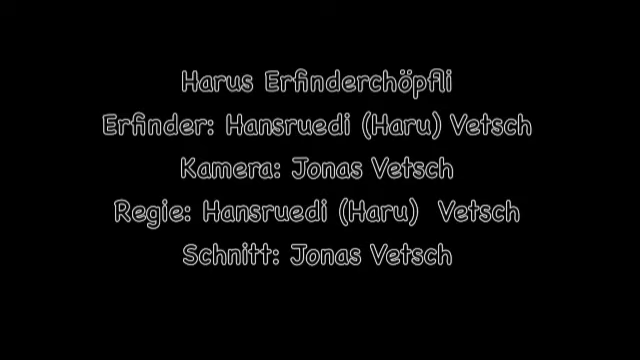 Harus Erfinderchöpfli
Erfinder: Hansruedi (Haru) Vetsch
Kamera: Jonas Vetsch
Regie: Hansruedi (Haru) Vetsch
Schnitt: Jonas Vetsch